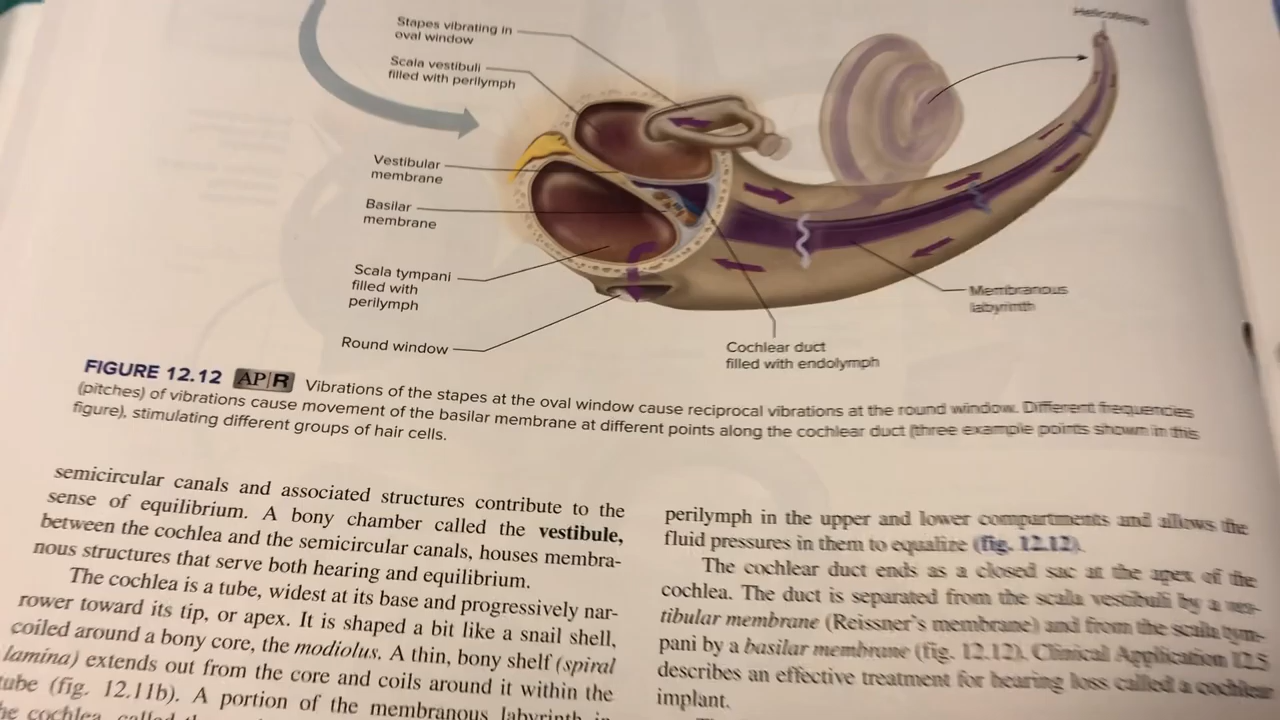 Helicotrema
Stapes vibrating in
oval window
Scala vestibuli
filled with perilymph
Vestibular
membrane
Basilar
membrane
Scala tympani
filled with
perilymph
Round window
Membranous
labyrinth
Cochlear duct
filled with endolymph
FIGURE 12.12 AP|R Vibrations of the stapes at the oval window cause reciprocal vibrations at the round window. Different frequencies
(pitches) of vibrations cause movement of the basilar membrane at different points along the cochlear duct (three example points shown in this
figure), stimulating different groups of hair cells.
semicircular canals and associated structures contribute to the
sense of equilibrium. A bony chamber called the vestibule,
between the cochlea and the semicircular canals, houses membra-
nous structures that serve both hearing and equilibrium.
The cochlea is a tube, widest at its base and progressively nar-
rower toward its tip, or apex. It is shaped a bit like a snail shell,
coiled around a bony core, the modiolus. A thin, bony shelf (spiral
lamina) extends out from the core and coils around it within the
tube (fig. 12.11b). A portion of the membranous labyrinth in
the cochlea, called
perilymph in the upper and lower compartments and allows the
fluid pressures in them to equalize (fig. 12.12).
The cochlear duct ends as a closed sac at the apex of the
cochlea. The duct is separated from the scala vestibuli by a ves-
tibular membrane (Reissner's membrane) and from the scala tym-
pani by a basilar membrane (fig. 12.12). Clinical Application 12.5
describes an effective treatment for hearing loss called a cochlear
implant.